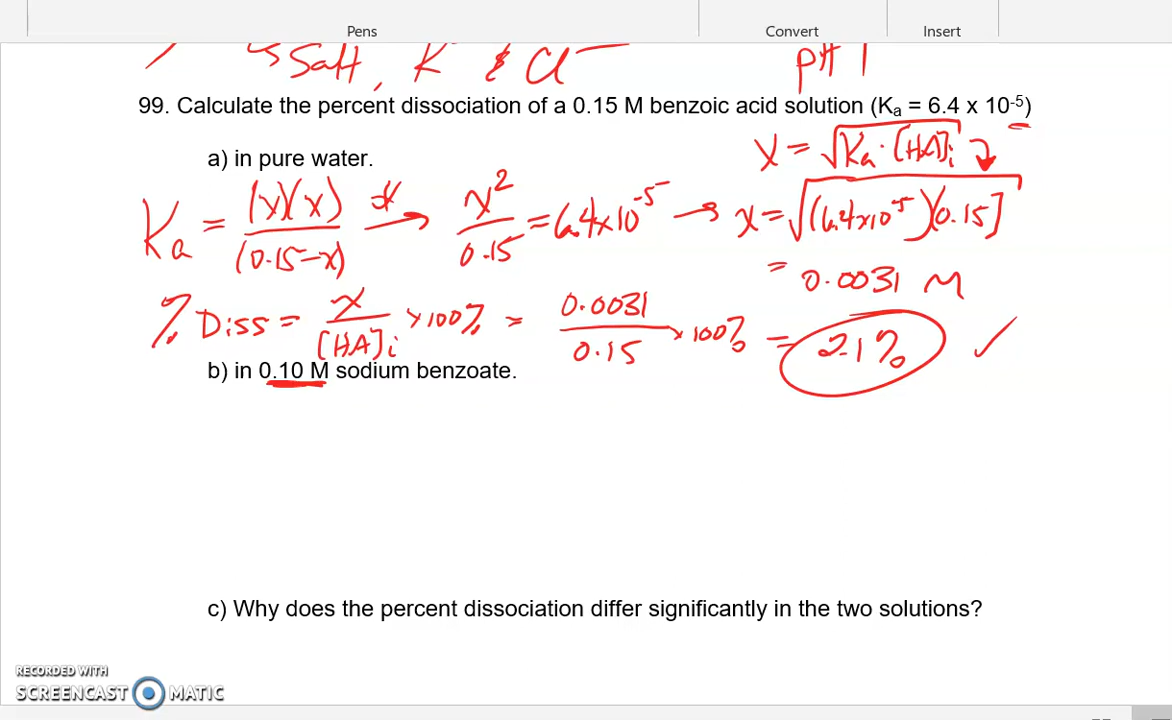 Pens Convert Insert
Salt, K & Cl⁻ pH
99. Calculate the percent dissociation of a 0.15 M benzoic acid solution (Kₐ = 6.4 x 10⁻⁵)
x = √Ka · [HA]i
a) in pure water.
Ka = (x)(x) / (0.15-x) → x² / 0.15 = 6.4x10⁻⁵ → x = √(6.4x10⁻⁵)(0.15)
= 0.0031 M
% Diss = x / [HA]i x 100% = 0.0031 / 0.15 x 100% = 2.1% ✓
b) in 0.10 M sodium benzoate.
c) Why does the percent dissociation differ significantly in the two solutions?
RECORDED WITH
SCREENCAST MATIC